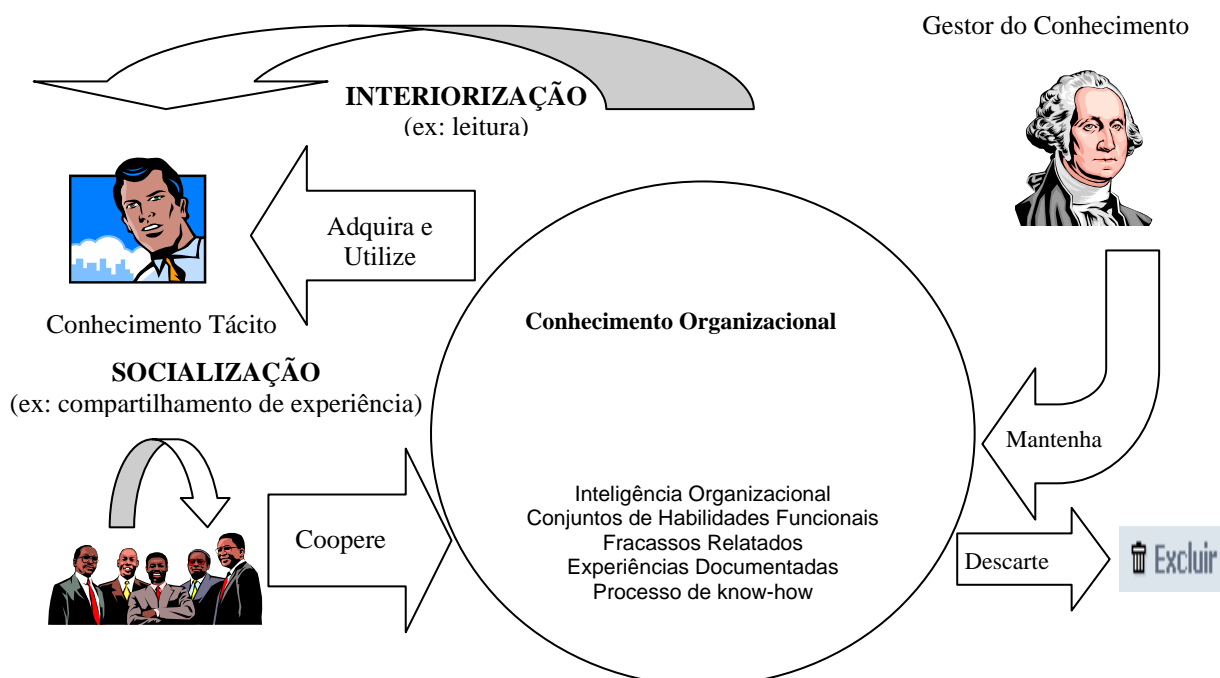 Gestor do Conhecimento
INTERIORIZAÇÃO
(ex: leitura)
Adquira e
Utilize
Conhecimento Tácito
SOCIALIZAÇÃO
(ex: compartilhamento de experiência)
Conhecimento Organizacional
Mantenha
Inteligência Organizacional
Conjuntos de Habilidades Funcionais
Fracassos Relatados
Experiências Documentadas
Processo de know-how
Coopere
Descarte
Excluir